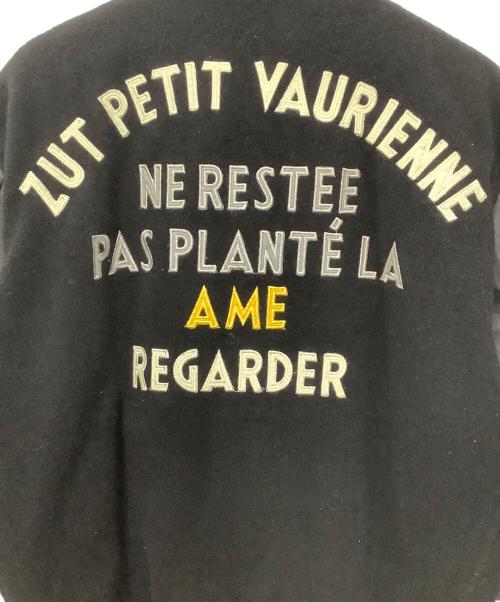 ZUT PETIT VAURIENNE
NE RESTEE
PAS PLANTÉ LA
AME
REGARDER